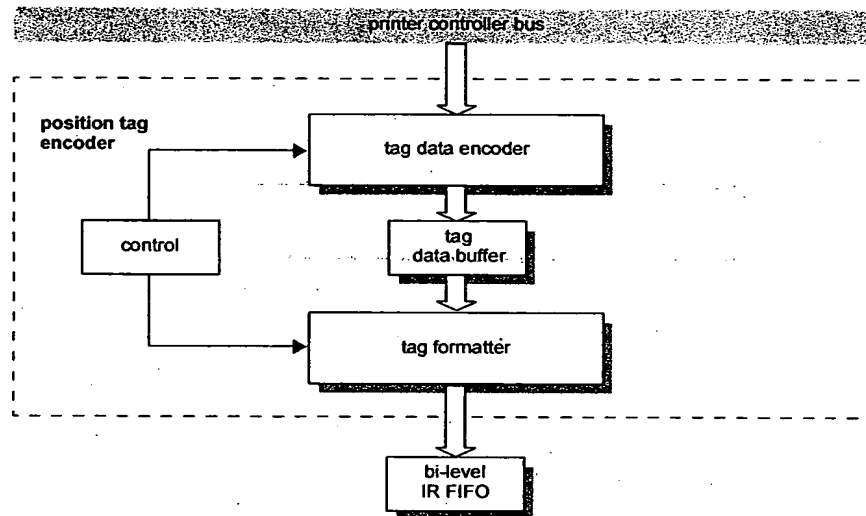 printer controller bus
position tag
encoder
tag data encoder
control
tag
data buffer
tag formatter
bi-level
IR FIFO